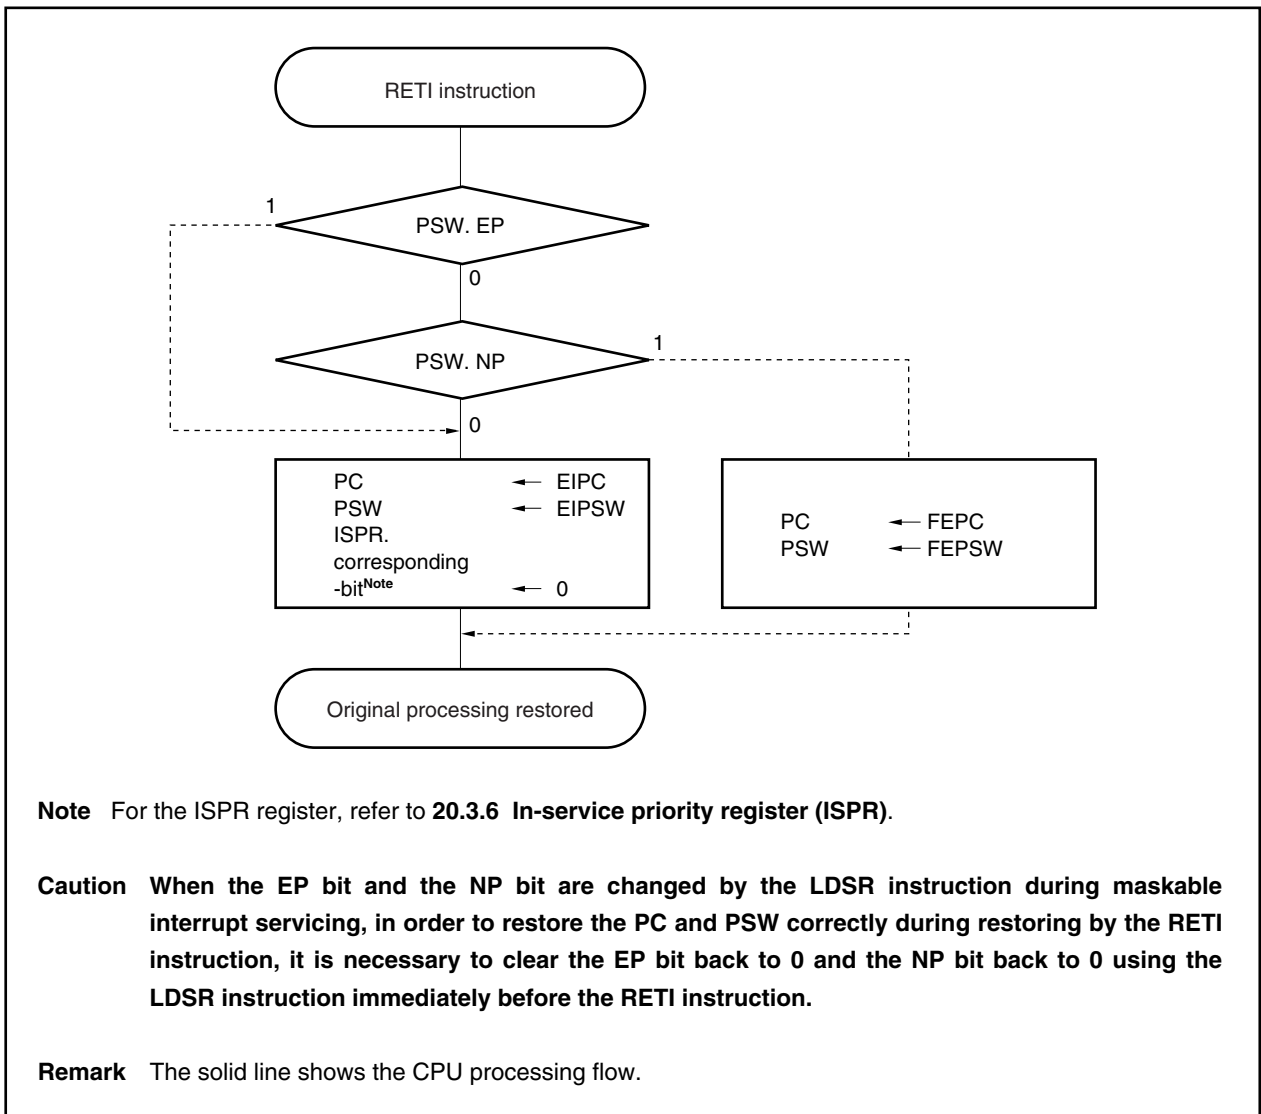 RETI instruction
1
PSW. EP
0
1
PSW. NP
0
PC ← EIPC
PSW ← EIPSW
ISPR.
corresponding
-bitNote ← 0
PC ← FEPC
PSW ← FEPSW
Original processing restored
Note For the ISPR register, refer to 20.3.6 In-service priority register (ISPR).
Caution When the EP bit and the NP bit are changed by the LDSR instruction during maskable
interrupt servicing, in order to restore the PC and PSW correctly during restoring by the RETI
instruction, it is necessary to clear the EP bit back to 0 and the NP bit back to 0 using the
LDSR instruction immediately before the RETI instruction.
Remark The solid line shows the CPU processing flow.